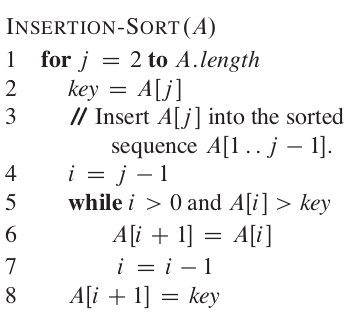 INSERTION-SORT(A)
1 for j = 2 to A.length
2 key = A[j]
3 // Insert A[j] into the sorted
sequence A[1 . . j − 1].
4 i = j − 1
5 while i > 0 and A[i] > key
6 A[i + 1] = A[i]
7 i = i − 1
8 A[i + 1] = key